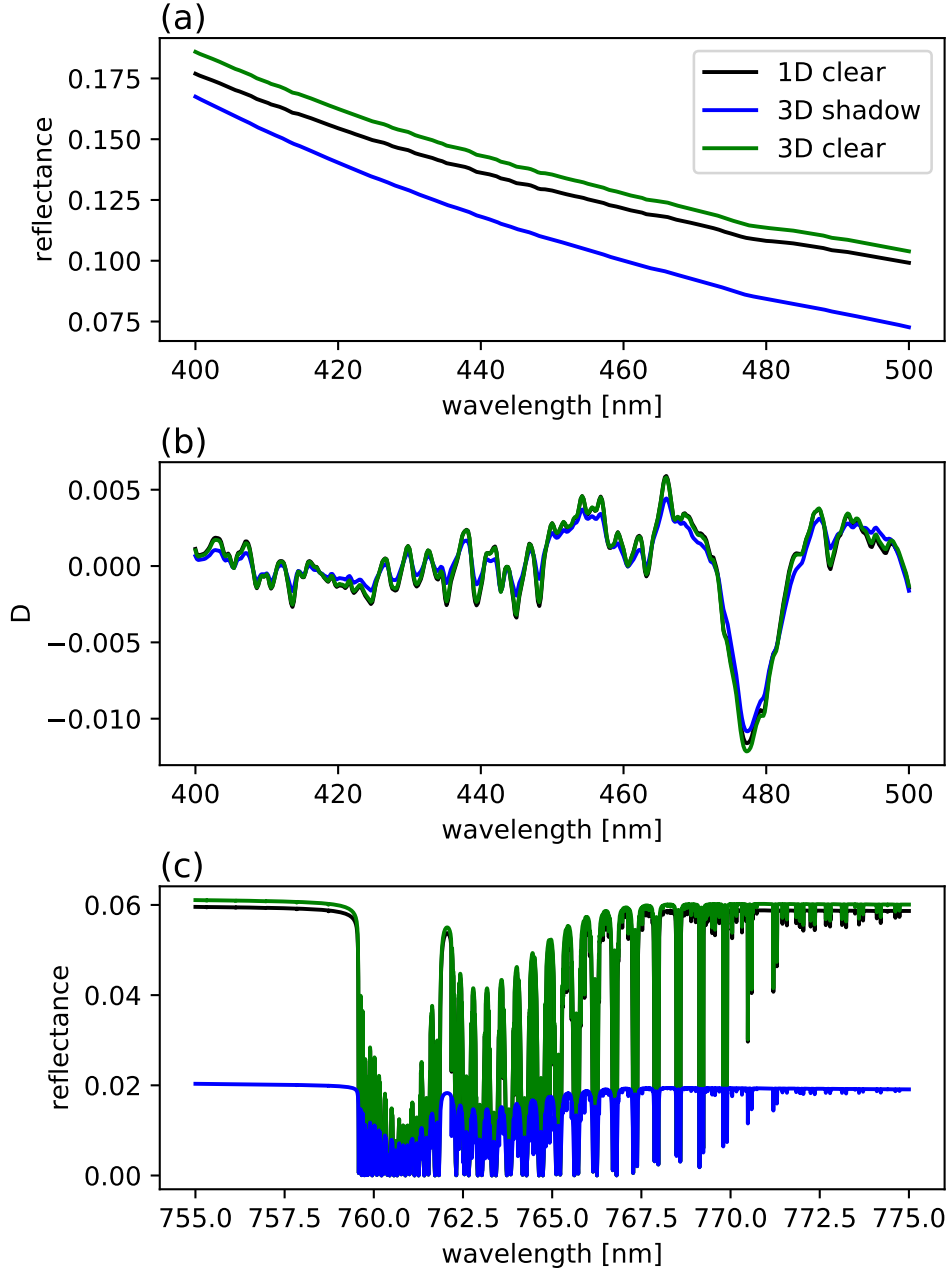 (a)
0.175
0.150
0.125
0.100
0.075
reflectance
1D clear
3D shadow
3D clear
400 420 440 460 480 500
wavelength [nm]
(b)
0.005
0.000
−0.005
−0.010
D
400 420 440 460 480 500
wavelength [nm]
(c)
0.06
0.04
0.02
0.00
reflectance
755.0 757.5 760.0 762.5 765.0 767.5 770.0 772.5 775.0
wavelength [nm]